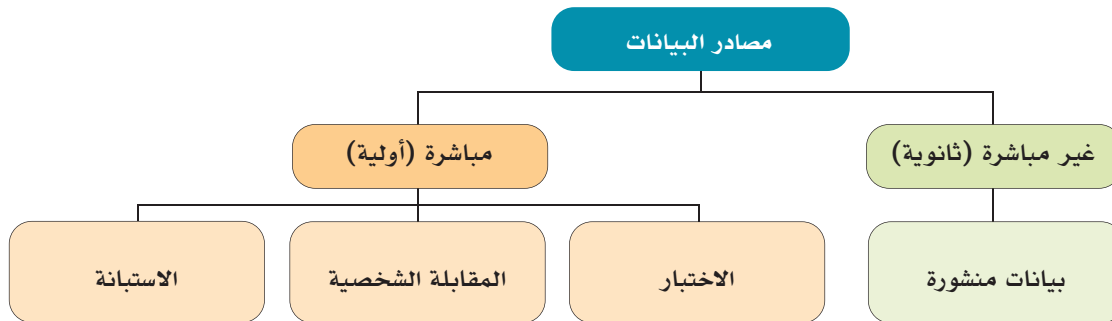 مصادر البيانات
غير مباشرة (ثانوية)
مباشرة (أولية)
بيانات منشورة
الاختبار
المقابلة الشخصية
الاستبانة